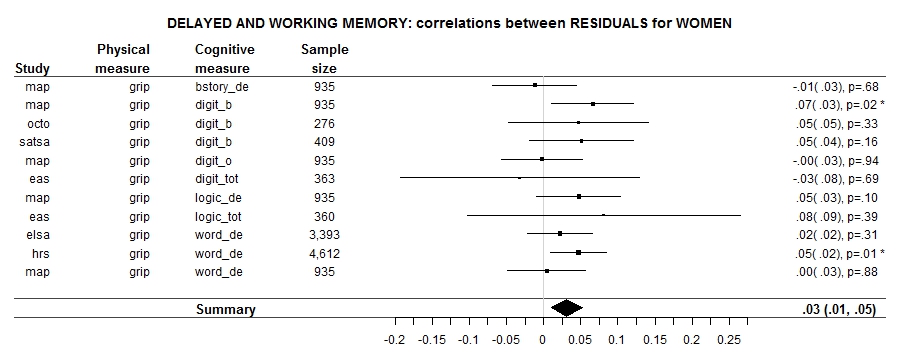 DELAYED AND WORKING MEMORY: correlations between RESIDUALS for WOMEN
Physical Cognitive Sample
Study measure measure size
map grip bstory_de 935 -.01( .03), p=.68
map grip digit_b 935 .07( .03), p=.02 *
octo grip digit_b 276 .05( .05), p=.33
satsa grip digit_b 409 .05( .04), p=.16
map grip digit_o 935 -.00( .03), p=.94
eas grip digit_tot 363 -.03( .08), p=.69
map grip logic_de 935 .05( .03), p=.10
eas grip logic_tot 360 .08( .09), p=.39
elsa grip word_de 3,393 .02( .02), p=.31
hrs grip word_de 4,612 .05( .02), p=.01 *
map grip word_de 935 .00( .03), p=.88
Summary .03 (.01, .05)
-0.2 -0.15 -0.1 -0.05 0 0.05 0.1 0.15 0.2 0.25